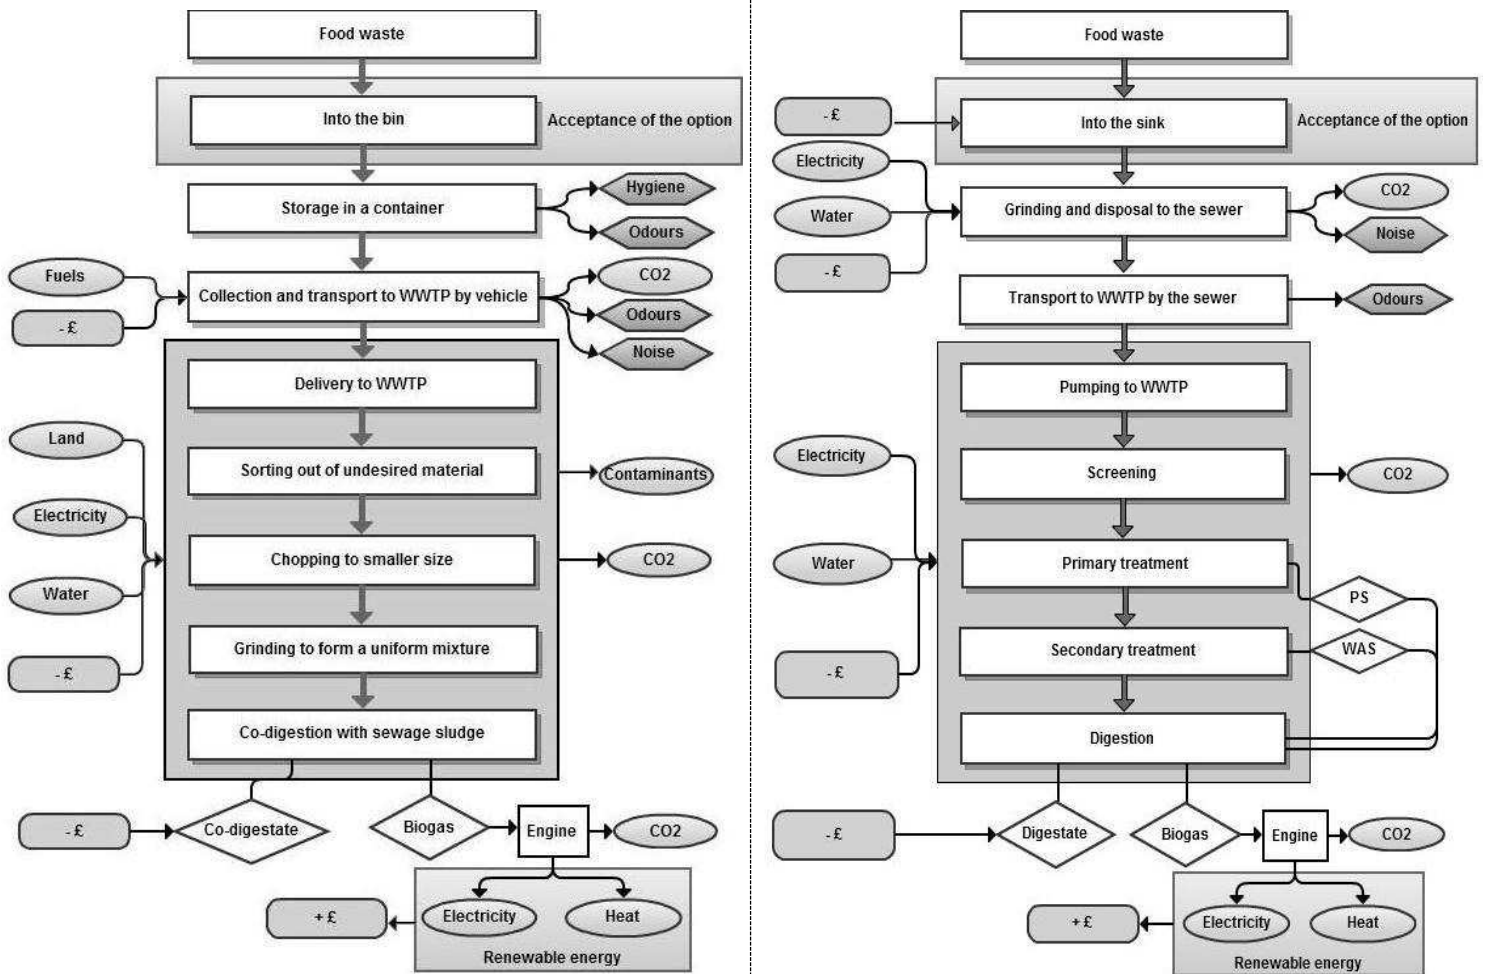 Food waste
Into the bin
Acceptance of the option
Storage in a container
Hygiene
Odours
Fuels
- £
Collection and transport to WWTP by vehicle
CO2
Odours
Noise
Delivery to WWTP
Land
Sorting out of undesired material
Contaminants
Electricity
Chopping to smaller size
CO2
Water
Grinding to form a uniform mixture
- £
Co-digestion with sewage sludge
- £
Co-digestate
Biogas
Engine
CO2
+ £
Electricity
Heat
Renewable energy
Food waste
- £
Into the sink
Acceptance of the option
Electricity
Water
- £
Grinding and disposal to the sewer
CO2
Noise
Transport to WWTP by the sewer
Odours
Pumping to WWTP
Electricity
Screening
CO2
Water
Primary treatment
PS
Secondary treatment
WAS
- £
Digestion
- £
Digestate
Biogas
Engine
CO2
+ £
Electricity
Heat
Renewable energy